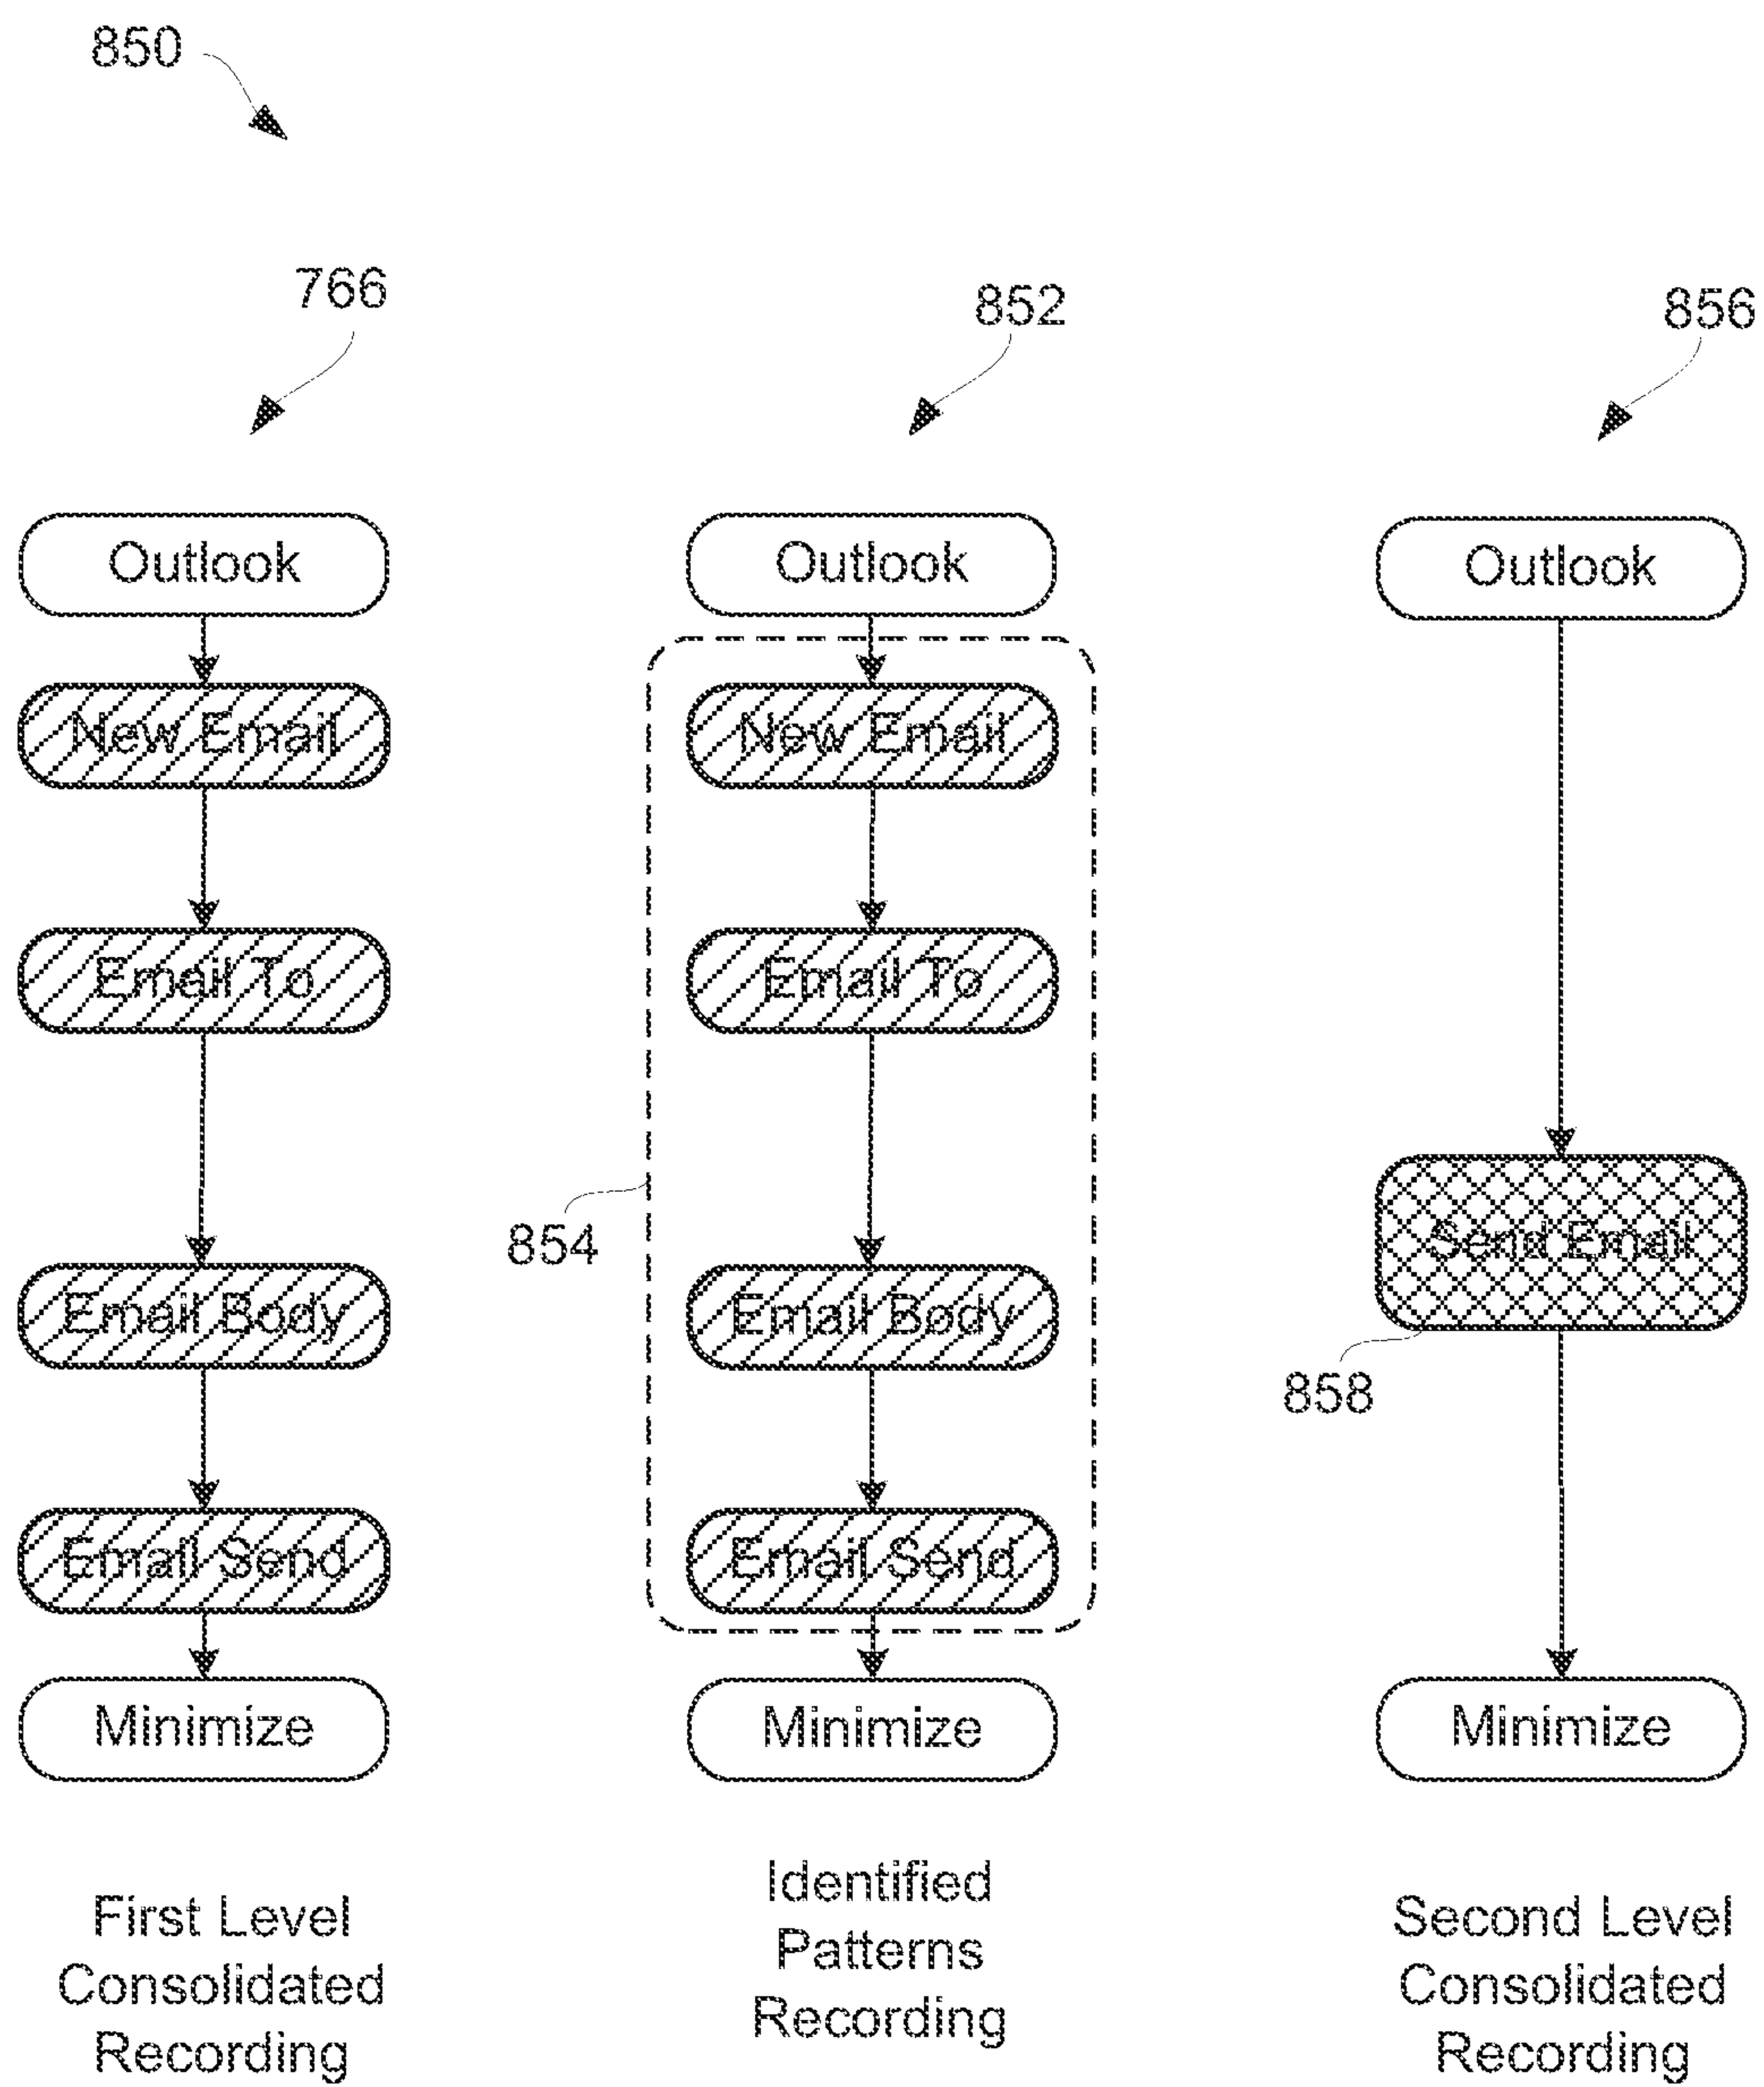 850
766
852
856
Outlook
Outlook
Outlook
New Email
New Email
Email To
Email To
854
Send Email
Email Body
Email Body
858
Email Send
Email Send
Minimize
Minimize
Minimize
First Level
Consolidated
Recording
Identified
Patterns
Recording
Second Level
Consolidated
Recording